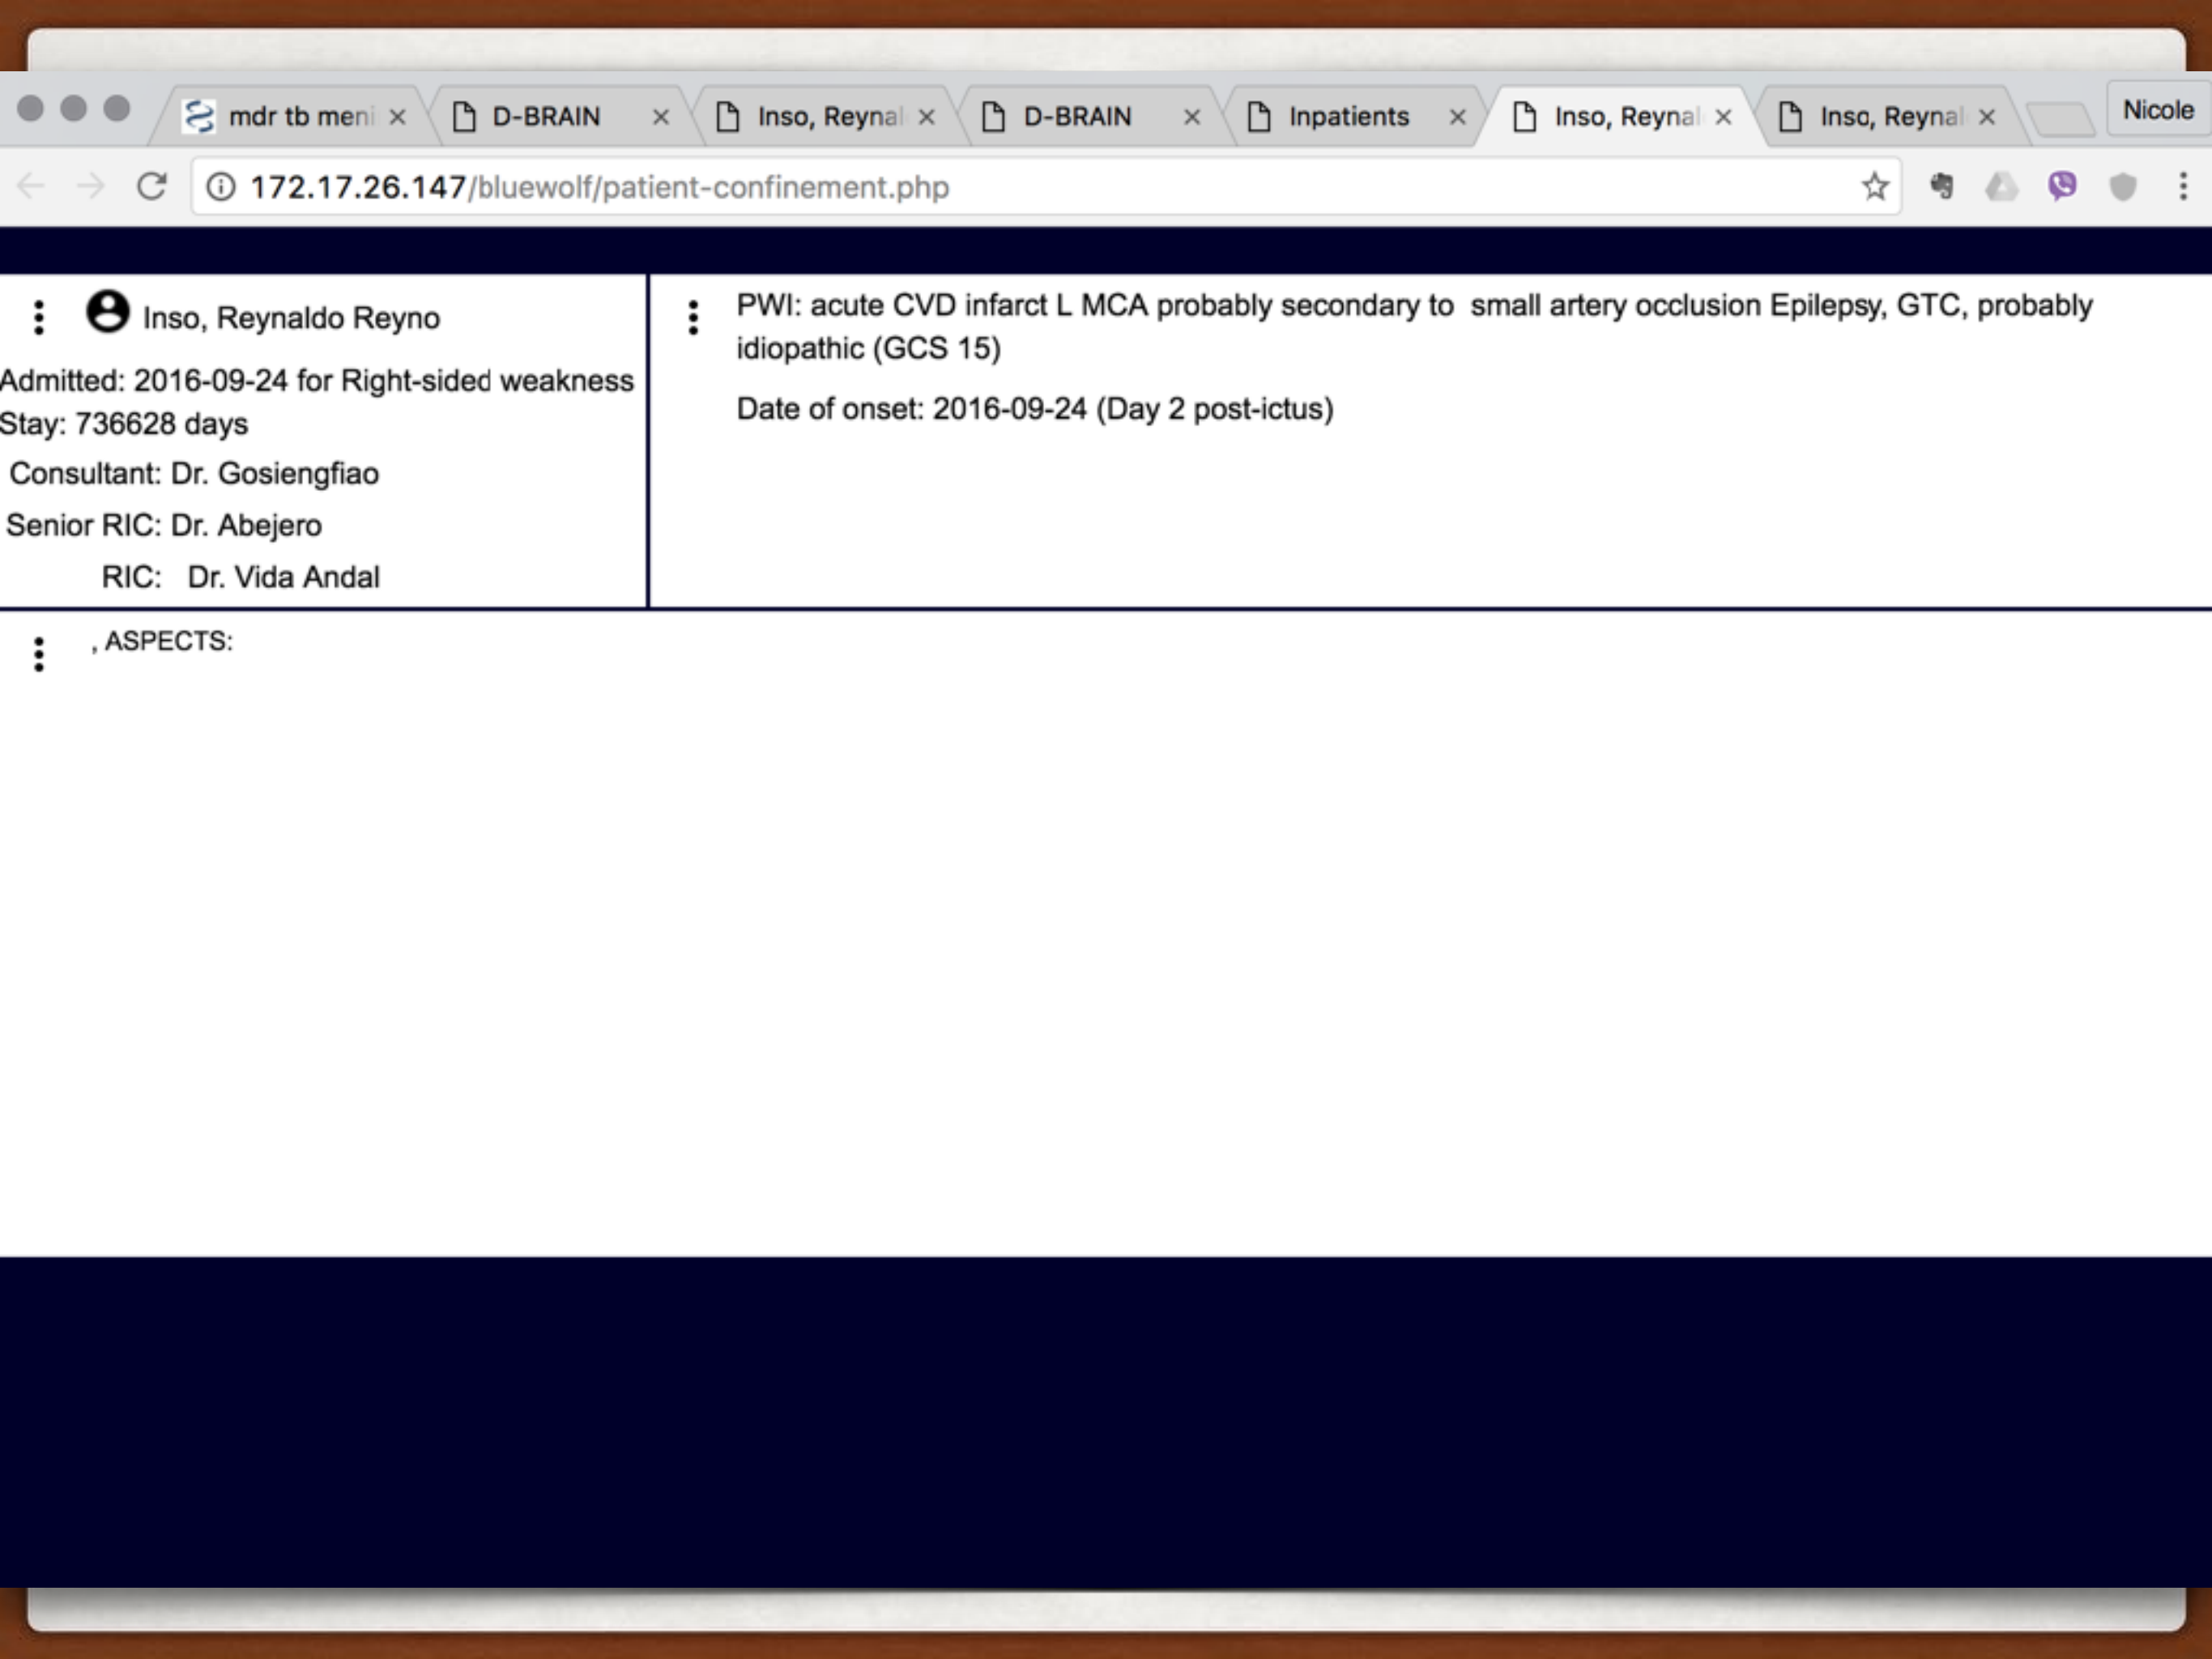 mdr tb meni
D-BRAIN
Inso, Reynal
D-BRAIN
Inpatients
Inso, Reynal
Inso, Reynal
Nicole
172.17.26.147/bluewolf/patient-confinement.php
Inso, Reynaldo Reyno
Admitted: 2016-09-24 for Right-sided weakness
Stay: 736628 days
Consultant: Dr. Gosiengfiao
Senior RIC: Dr. Abejero
RIC: Dr. Vida Andal
PWI: acute CVD infarct L MCA probably secondary to small artery occlusion Epilepsy, GTC, probably
idiopathic (GCS 15)
Date of onset: 2016-09-24 (Day 2 post-ictus)
, ASPECTS: